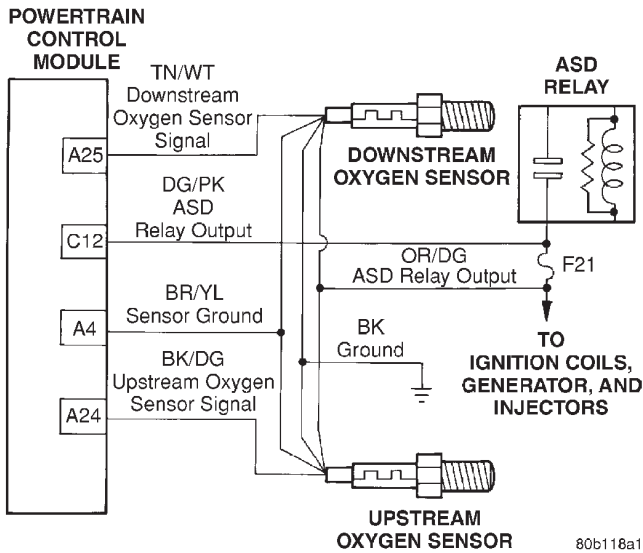 POWERTRAIN
CONTROL
MODULE
TN/WT
Downstream
Oxygen Sensor
Signal
A25
DOWNSTREAM
OXYGEN SENSOR
ASD
RELAY
DG/PK
ASD
Relay Output
C12
OR/DG
ASD Relay Output
F21
BR/YL
Sensor Ground
A4
BK
Ground
TO
IGNITION COILS,
GENERATOR, AND
INJECTORS
BK/DG
Upstream Oxygen
Sensor Signal
A24
UPSTREAM
OXYGEN SENSOR
80b118a1